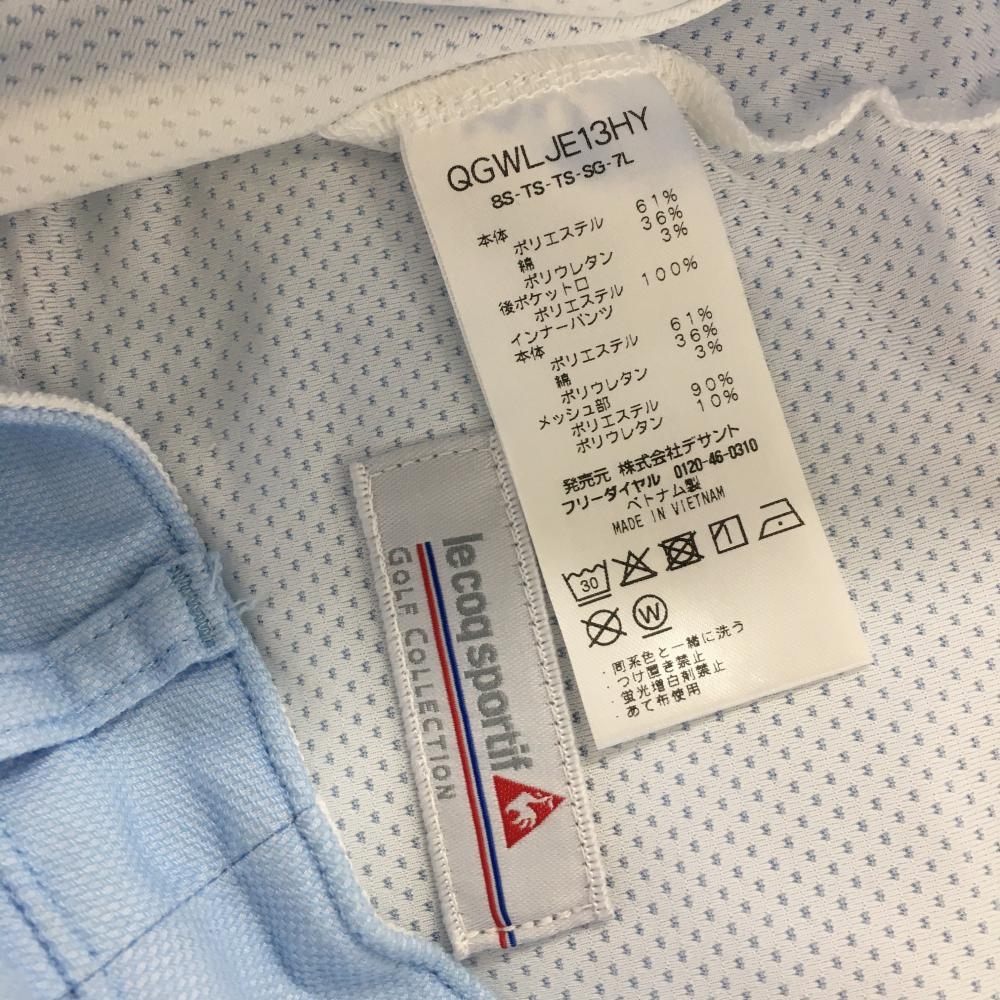 QGWLJE13HY
8S-TS-TS-SG-7L
本体
ポリエステル 61%
綿 36%
ポリウレタン 3%
後ポケット口
ポリエステル 100%
インナーパンツ
本体
ポリエステル 61%
綿 36%
ポリウレタン 3%
メッシュ部
ポリエステル 90%
ポリウレタン 10%
発売元 株式会社デサント
フリーダイヤル 0120-46-0310
ベトナム製
MADE IN VIETNAM
30
W
・同系色と一緒に洗う
・つけ置き禁止
・蛍光増白剤禁止
・あて布使用
lecoqsportif
GOLF COLLECTION